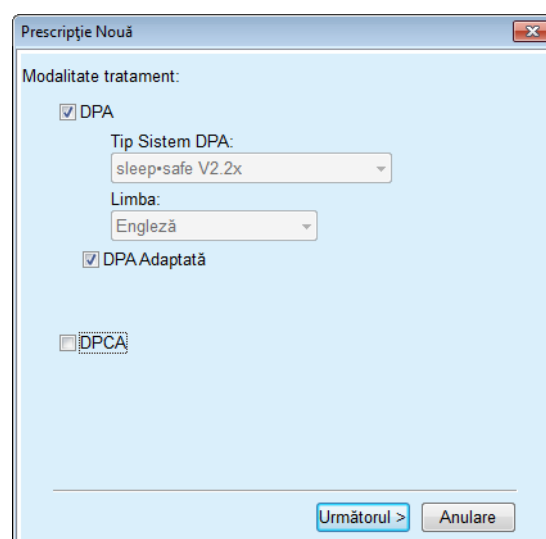 Prescripţie Nouă
Modalitate tratament:
DPA
Tip Sistem DPA:
sleep•safe V2.2x
Limba:
Engleză
DPA Adaptată
DPCA
Următorul > Anulare